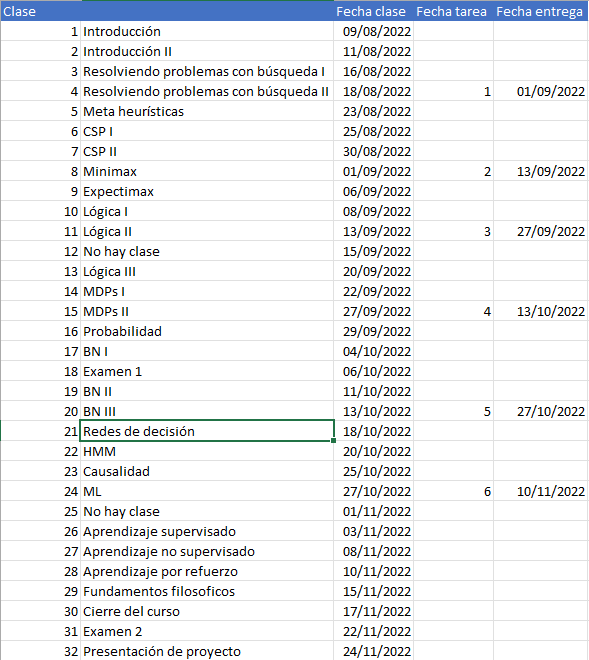 Clase Fecha clase Fecha tarea Fecha entrega
1 Introducción 09/08/2022
2 Introducción II 11/08/2022
3 Resolviendo problemas con búsqueda I 16/08/2022
4 Resolviendo problemas con búsqueda II 18/08/2022 1 01/09/2022
5 Meta heurísticas 23/08/2022
6 CSP I 25/08/2022
7 CSP II 30/08/2022
8 Minimax 01/09/2022 2 13/09/2022
9 Expectimax 06/09/2022
10 Lógica I 08/09/2022
11 Lógica II 13/09/2022 3 27/09/2022
12 No hay clase 15/09/2022
13 Lógica III 20/09/2022
14 MDPs I 22/09/2022
15 MDPs II 27/09/2022 4 13/10/2022
16 Probabilidad 29/09/2022
17 BN I 04/10/2022
18 Examen 1 06/10/2022
19 BN II 11/10/2022
20 BN III 13/10/2022 5 27/10/2022
21 Redes de decisión 18/10/2022
22 HMM 20/10/2022
23 Causalidad 25/10/2022
24 ML 27/10/2022 6 10/11/2022
25 No hay clase 01/11/2022
26 Aprendizaje supervisado 03/11/2022
27 Aprendizaje no supervisado 08/11/2022
28 Aprendizaje por refuerzo 10/11/2022
29 Fundamentos filosoficos 15/11/2022
30 Cierre del curso 17/11/2022
31 Examen 2 22/11/2022
32 Presentación de proyecto 24/11/2022